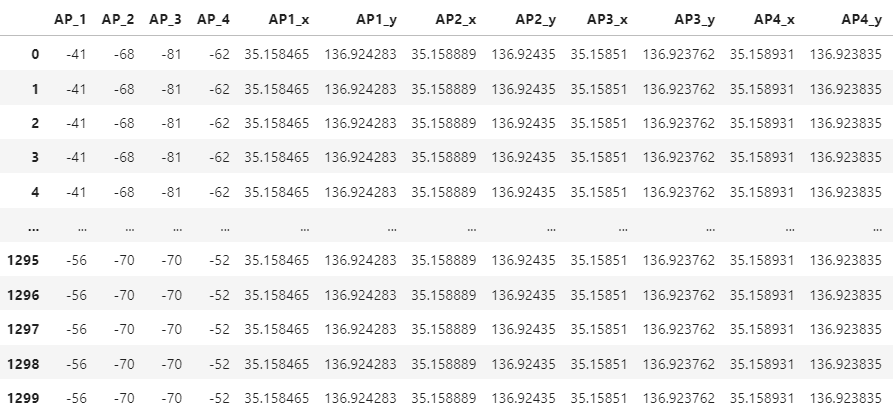 AP_1 AP_2 AP_3 AP_4 AP1_x AP1_y AP2_x AP2_y AP3_x AP3_y AP4_x AP4_y
0 -41 -68 -81 -62 35.158465 136.924283 35.158889 136.92435 35.15851 136.923762 35.158931 136.923835
1 -41 -68 -81 -62 35.158465 136.924283 35.158889 136.92435 35.15851 136.923762 35.158931 136.923835
2 -41 -68 -81 -62 35.158465 136.924283 35.158889 136.92435 35.15851 136.923762 35.158931 136.923835
3 -41 -68 -81 -62 35.158465 136.924283 35.158889 136.92435 35.15851 136.923762 35.158931 136.923835
4 -41 -68 -81 -62 35.158465 136.924283 35.158889 136.92435 35.15851 136.923762 35.158931 136.923835
... ... ... ... ... ... ... ... ... ... ... ... ...
1295 -56 -70 -70 -52 35.158465 136.924283 35.158889 136.92435 35.15851 136.923762 35.158931 136.923835
1296 -56 -70 -70 -52 35.158465 136.924283 35.158889 136.92435 35.15851 136.923762 35.158931 136.923835
1297 -56 -70 -70 -52 35.158465 136.924283 35.158889 136.92435 35.15851 136.923762 35.158931 136.923835
1298 -56 -70 -70 -52 35.158465 136.924283 35.158889 136.92435 35.15851 136.923762 35.158931 136.923835
1299 -56 -70 -70 -52 35.158465 136.924283 35.158889 136.92435 35.15851 136.923762 35.158931 136.923835